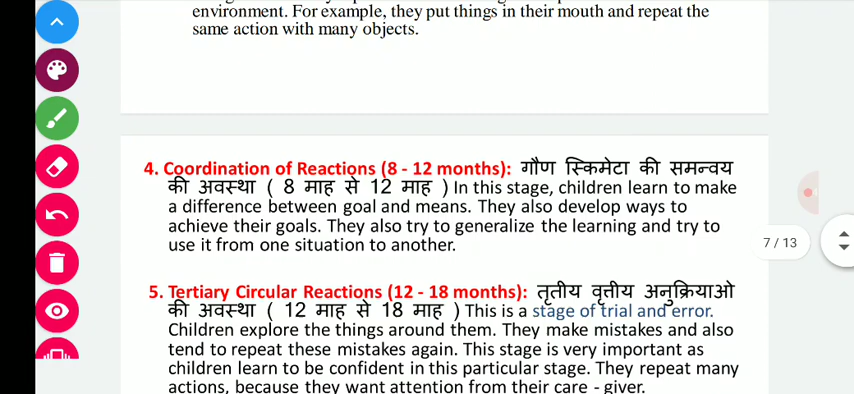 environment. For example, they put things in their mouth and repeat the
same action with many objects.
4. Coordination of Reactions (8 - 12 months): गौण स्किमेटा की समन्वय
की अवस्था ( 8 माह से 12 माह ) In this stage, children learn to make
a difference between goal and means. They also develop ways to
achieve their goals. They also try to generalize the learning and try to
use it from one situation to another.
7 / 13
5. Tertiary Circular Reactions (12 - 18 months): तृतीय वृत्तीय अनुक्रियाओ
की अवस्था ( 12 माह से 18 माह ) This is a stage of trial and error.
Children explore the things around them. They make mistakes and also
tend to repeat these mistakes again. This stage is very important as
children learn to be confident in this particular stage. They repeat many
actions, because they want attention from their care - giver.